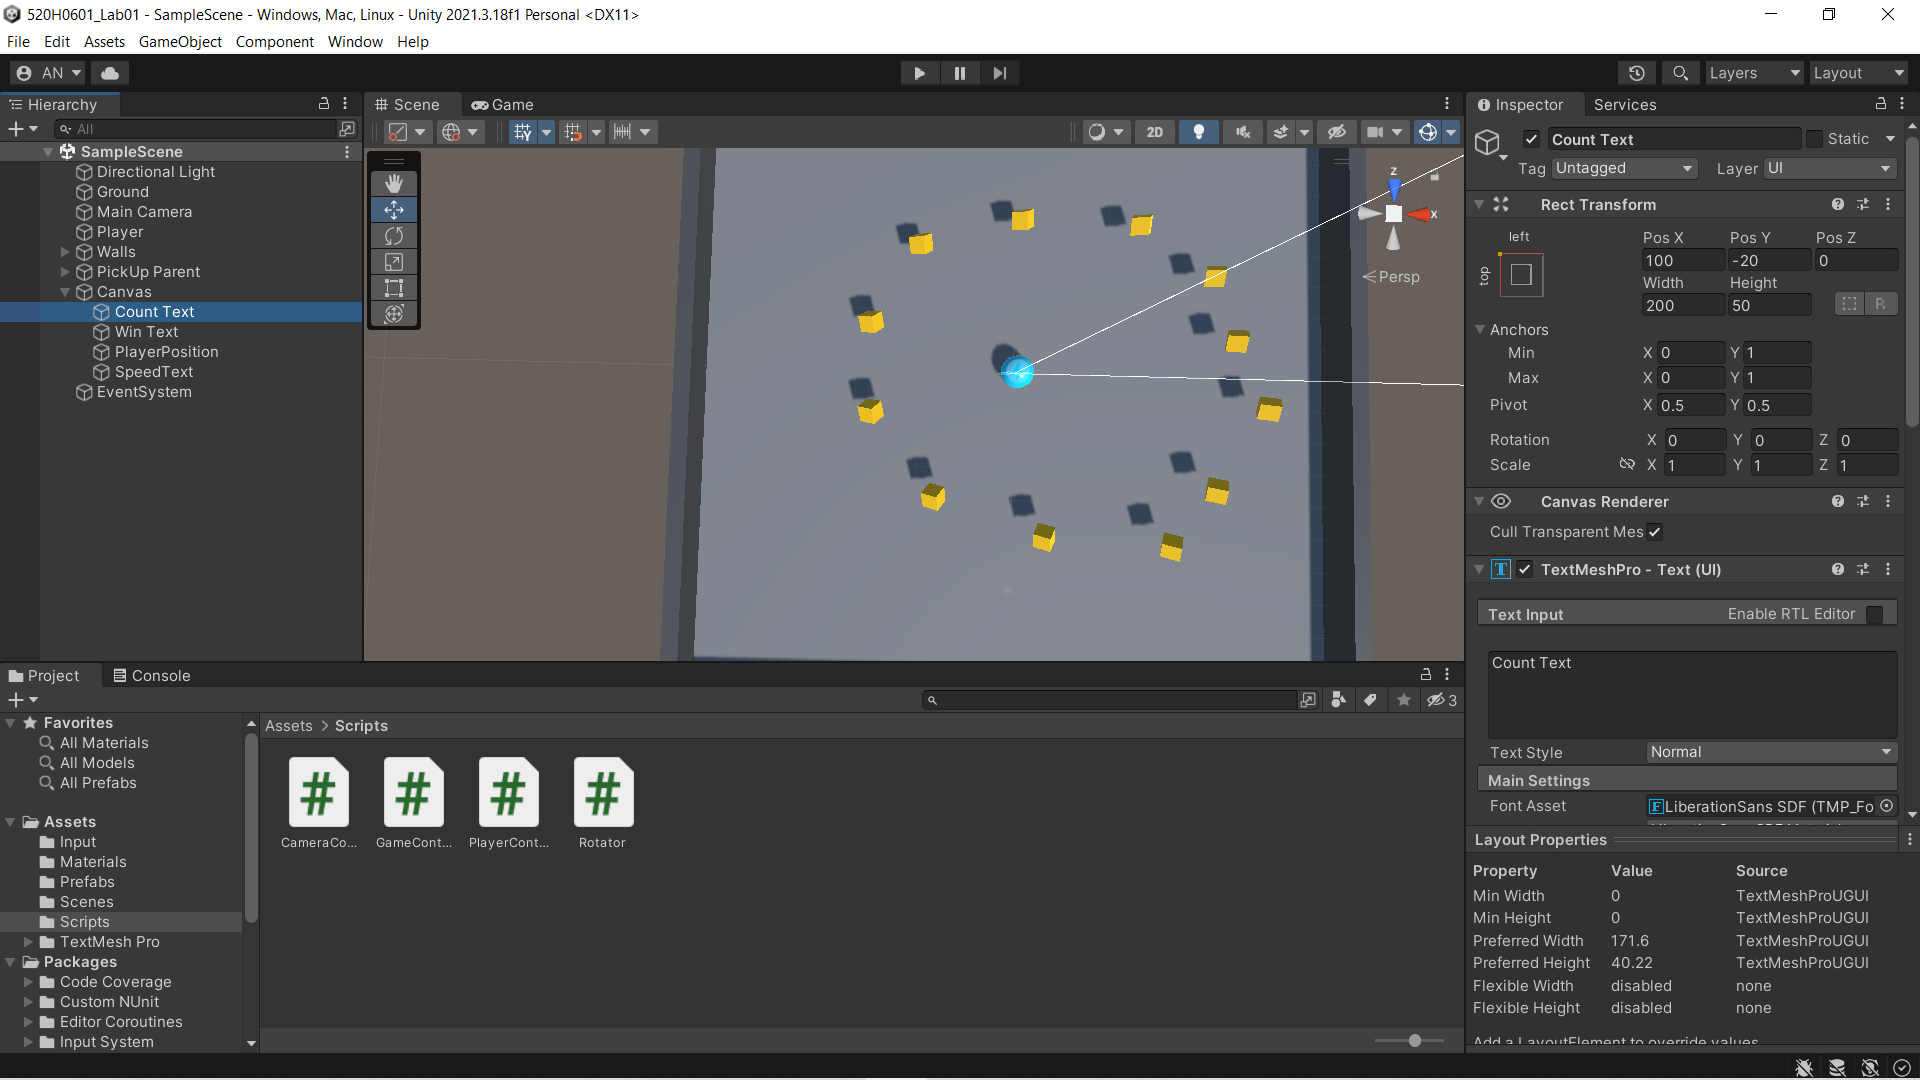 520H0601_Lab01 - SampleScene - Windows, Mac, Linux - Unity 2021.3.18f1 Personal <DX11>
File Edit Assets GameObject Component Window Help
AN Layers Layout
Hierarchy
All
SampleScene
Directional Light
Ground
Main Camera
Player
Walls
PickUp Parent
Canvas
Count Text
Win Text
PlayerPosition
SpeedText
EventSystem
Scene Game
2D
z
x
Persp
Inspector Services
Count Text Static
Tag Untagged Layer UI
Rect Transform
left
top
Pos X Pos Y Pos Z
100 -20 0
Width Height
200 50 R
Anchors
Min X 0 Y 1
Max X 0 Y 1
Pivot X 0.5 Y 0.5
Rotation X 0 Y 0 Z 0
Scale X 1 Y 1 Z 1
Canvas Renderer
Cull Transparent Mes
TextMeshPro - Text (UI)
Text Input Enable RTL Editor
Count Text
Text Style Normal
Main Settings
Font Asset LiberationSans SDF (TMP_Fo
Layout Properties
Property Value Source
Min Width 0 TextMeshProUGUI
Min Height 0 TextMeshProUGUI
Preferred Width 171.6 TextMeshProUGUI
Preferred Height 40.22 TextMeshProUGUI
Flexible Width disabled none
Flexible Height disabled none
Add a LayoutElement to override values
Project Console
3
Favorites
All Materials
All Models
All Prefabs
Assets
Input
Materials
Prefabs
Scenes
Scripts
TextMesh Pro
Packages
Code Coverage
Custom NUnit
Editor Coroutines
Input System
Assets > Scripts
CameraCo... GameCont... PlayerCont... Rotator